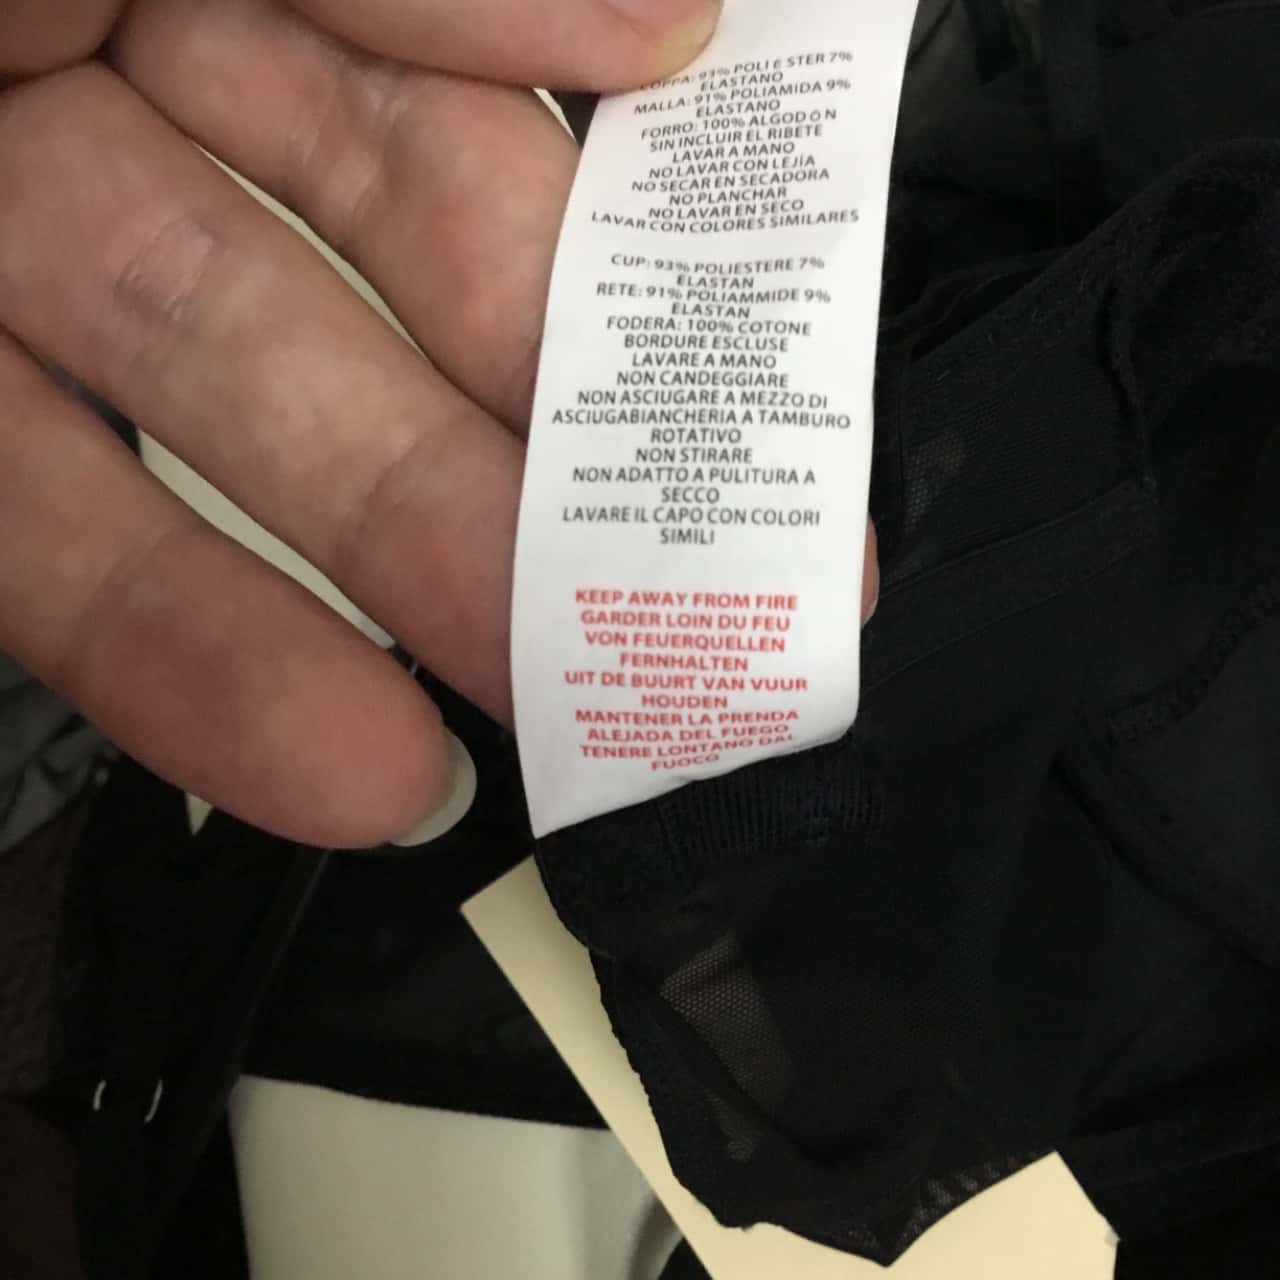 COPPA: 93% POLIESTER 7%
ELASTANO
MALLA: 91% POLIAMIDA 9%
ELASTANO
FORRO: 100% ALGODÓN
SIN INCLUIR EL RIBETE
LAVAR A MANO
NO LAVAR CON LEJÍA
NO SECAR EN SECADORA
NO PLANCHAR
NO LAVAR EN SECO
LAVAR CON COLORES SIMILARES
CUP: 93% POLIESTERE 7%
ELASTAN
RETE: 91% POLIAMMIDE 9%
ELASTAN
FODERA: 100% COTONE
BORDURE ESCLUSE
LAVARE A MANO
NON CANDEGGIARE
NON ASCIUGARE A MEZZO DI
ASCIUGABIANCHERIA A TAMBURO
ROTATIVO
NON STIRARE
NON ADATTO A PULITURA A
SECCO
LAVARE IL CAPO CON COLORI
SIMILI
KEEP AWAY FROM FIRE
GARDER LOIN DU FEU
VON FEUERQUELLEN
FERNHALTEN
UIT DE BUURT VAN VUUR
HOUDEN
MANTENER LA PRENDA
ALEJADA DEL FUEGO
TENERE LONTANO DAL
FUOCO